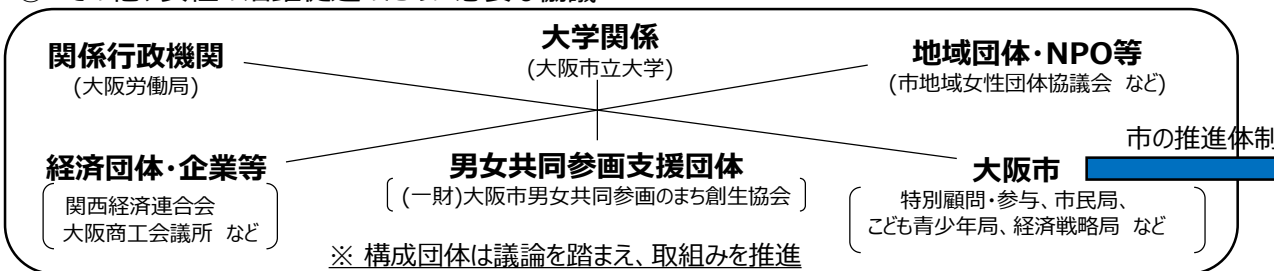 関係行政機関
(大阪労働局)
大学関係
(大阪市立大学)
地域団体・NPO等
(市地域女性団体協議会 など)
市の推進体制
経済団体・企業等
関西経済連合会
大阪商工会議所 など
男女共同参画支援団体
(一財)大阪市男女共同参画のまち創生協会
大阪市
特別顧問・参与、市民局、
こども青少年局、経済戦略局 など
※ 構成団体は議論を踏まえ、取組みを推進